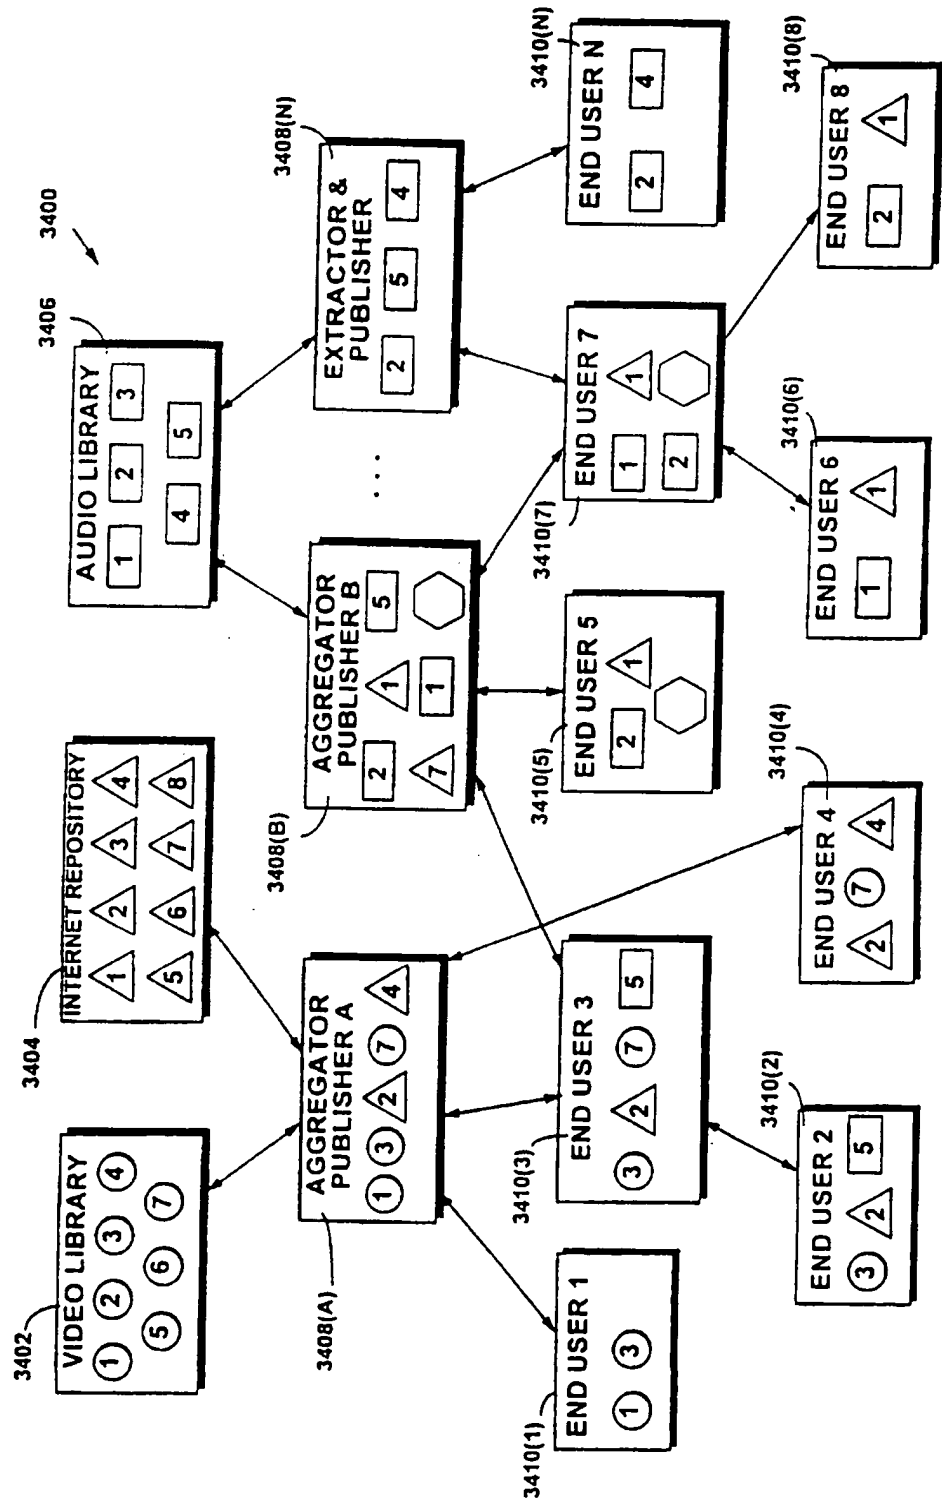 3400
3402
VIDEO LIBRARY
1 2 3 4
5 6 7
3404
INTERNET REPOSITORY
1 2 3 4
5 6 7 8
3406
AUDIO LIBRARY
1 2 3
4 5
3408(A)
AGGREGATOR
PUBLISHER A
1 3 2 7 4
3408(B)
AGGREGATOR
PUBLISHER B
2 1 5
7 1
...
3408(N)
EXTRACTOR &
PUBLISHER
2 5 4
3410(1)
END USER 1
1 3
3410(3)
END USER 3
3 2 7 5
3410(5)
END USER 5
2 1
3410(7)
END USER 7
1 1
2
3410(N)
END USER N
2 4
3410(2)
END USER 2
3 2 5
3410(4)
END USER 4
2 7 4
3410(6)
END USER 6
1 1
3410(8)
END USER 8
2 1